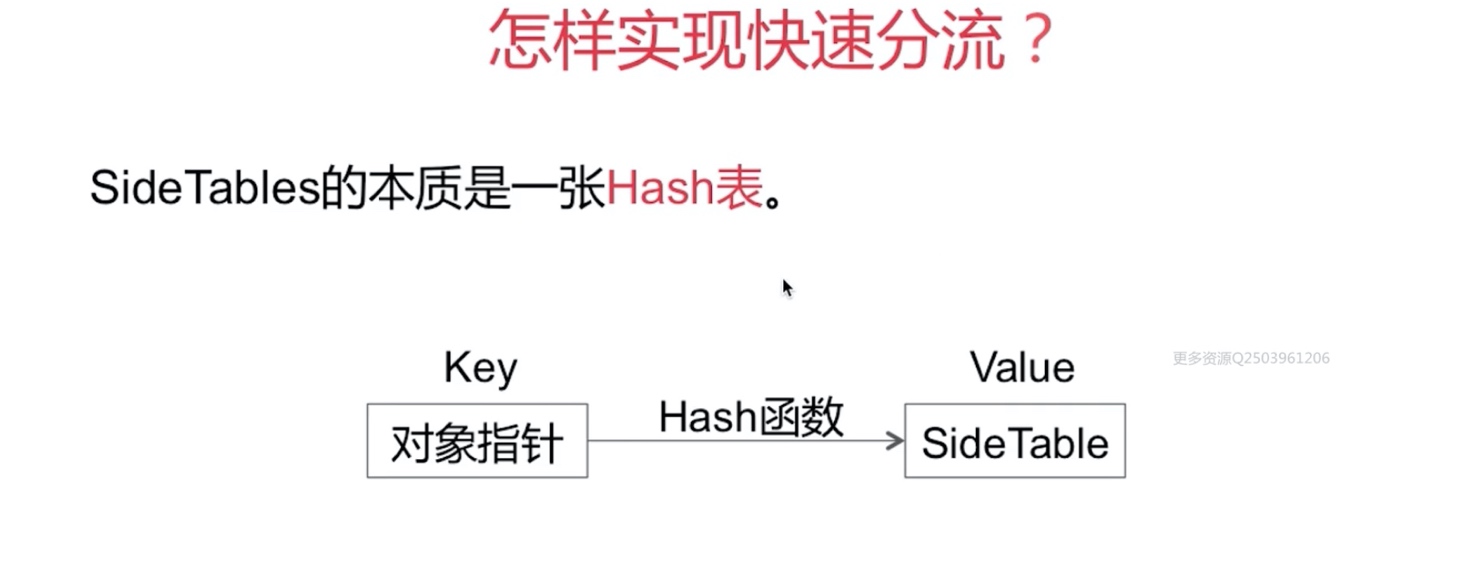 怎样实现快速分流？
SideTables的本质是一张Hash表。
Key
Value
更多资源Q2503961206
Hash函数
对象指针
SideTable